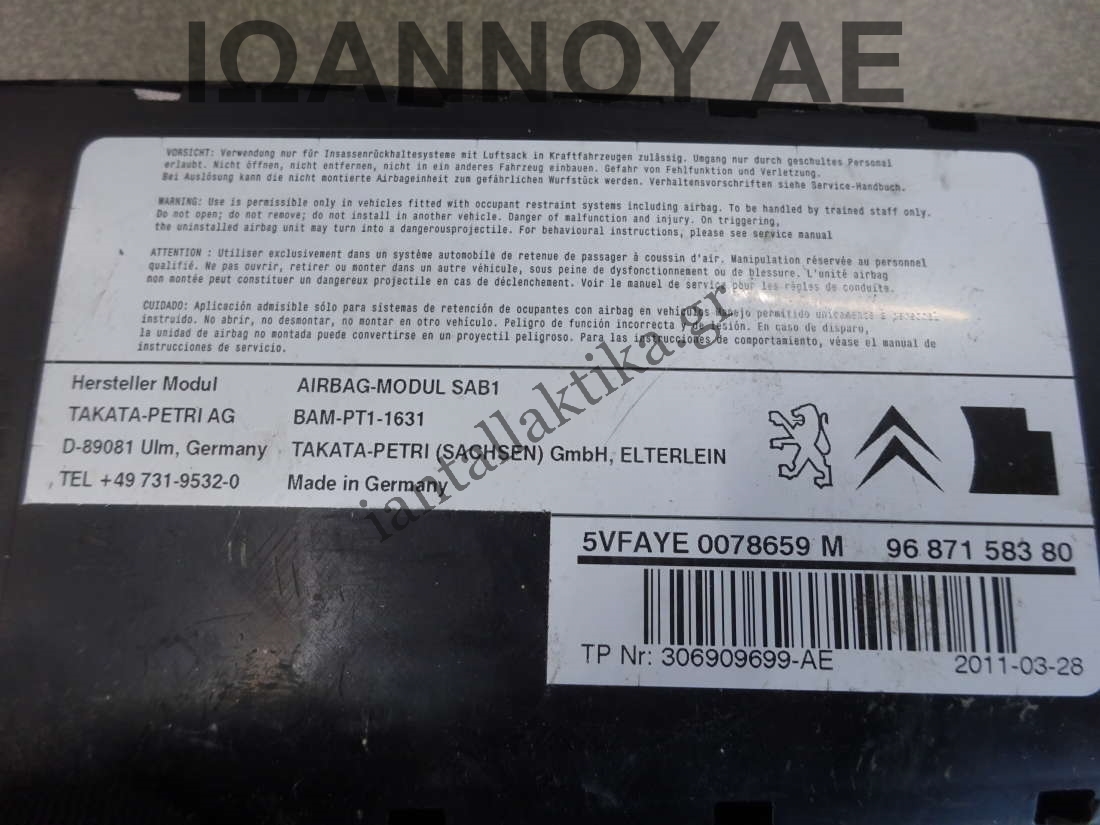 ΙΩΑΝΝΟΥ ΑΕ
VORSICHT: Verwendung nur für Insassenrückhaltesysteme mit Luftsack in Kraftfahrzeugen zulässig. Umgang nur durch geschultes Personal
erlaubt. Nicht öffnen, nicht entfernen, nicht in ein anderes Fahrzeug einbauen. Gefahr von Fehlfunktion und Verletzung.
Bei Auslösung kann die nicht montierte Airbageinheit zum gefährlichen Wurfstück werden. Verhaltensvorschriften siehe Service-Handbuch.
WARNING: Use is permissible only in vehicles fitted with occupant restraint systems including airbag. To be handled by trained staff only.
Do not open; do not remove; do not install in another vehicle. Danger of malfunction and injury. On triggering,
the uninstalled airbag unit may turn into a dangerousprojectile. For behavioural instructions, please see service manual
ATTENTION : Utiliser exclusivement dans un système automobile de retenue de passager à coussin d'air. Manipulation réservée au personnel
qualifié. Ne pas ouvrir, retirer ou monter dans un autre véhicule, sous peine de dysfonctionnement ou de blessure. L'unité airbag
non montée peut constituer un dangereux projectile en cas de déclenchement. Voir le manuel de service pour les règles de conduite.
CUIDADO: Aplicación admisible sólo para sistemas de retención de ocupantes con airbag en vehículos Manejo permitido unicamente a personal
instruido. No abrir, no desmontar, no montar en otro vehículo. Peligro de función incorrecta y de lesión. En caso de disparo,
la unidad de airbag no montada puede convertirse en un proyectil peligroso. Para las instrucciones de comportamiento, véase el manual de
instrucciones de servicio.
Hersteller Modul AIRBAG-MODUL SAB1
TAKATA-PETRI AG BAM-PT1-1631
D-89081 Ulm, Germany TAKATA-PETRI (SACHSEN) GmbH, ELTERLEIN
TEL +49 731-9532-0 Made in Germany
iantallaktika.gr
5VFAYE 0078659 M 96 871 583 80
TP Nr: 306909699-AE 2011-03-28